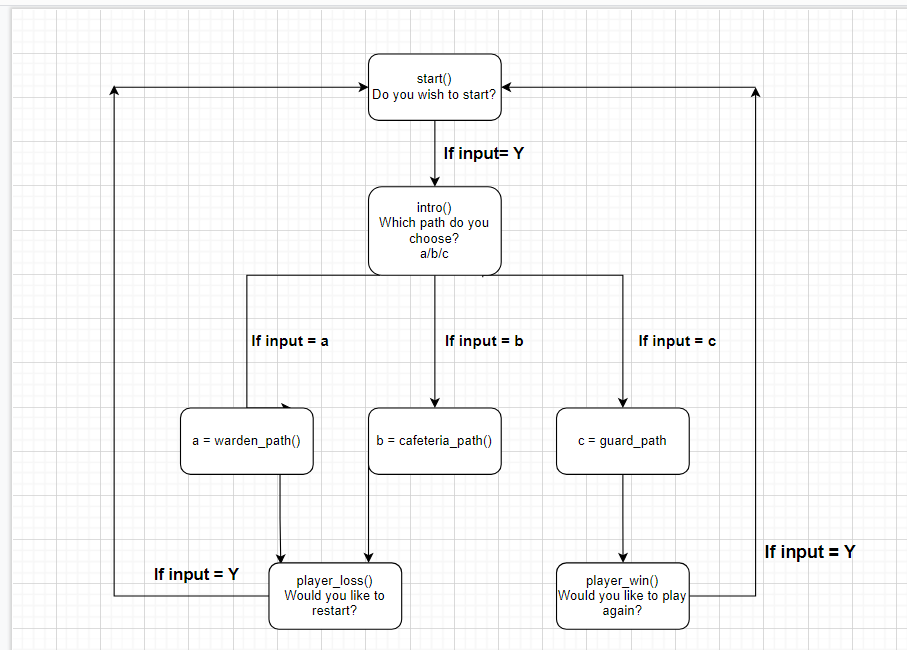 start()
Do you wish to start?
If input= Y
intro()
Which path do you
choose?
a/b/c
If input = a
If input = b
If input = c
a = warden_path()
b = cafeteria_path()
c = guard_path
If input = Y
If input = Y
player_loss()
Would you like to
restart?
player_win()
Would you like to play
again?